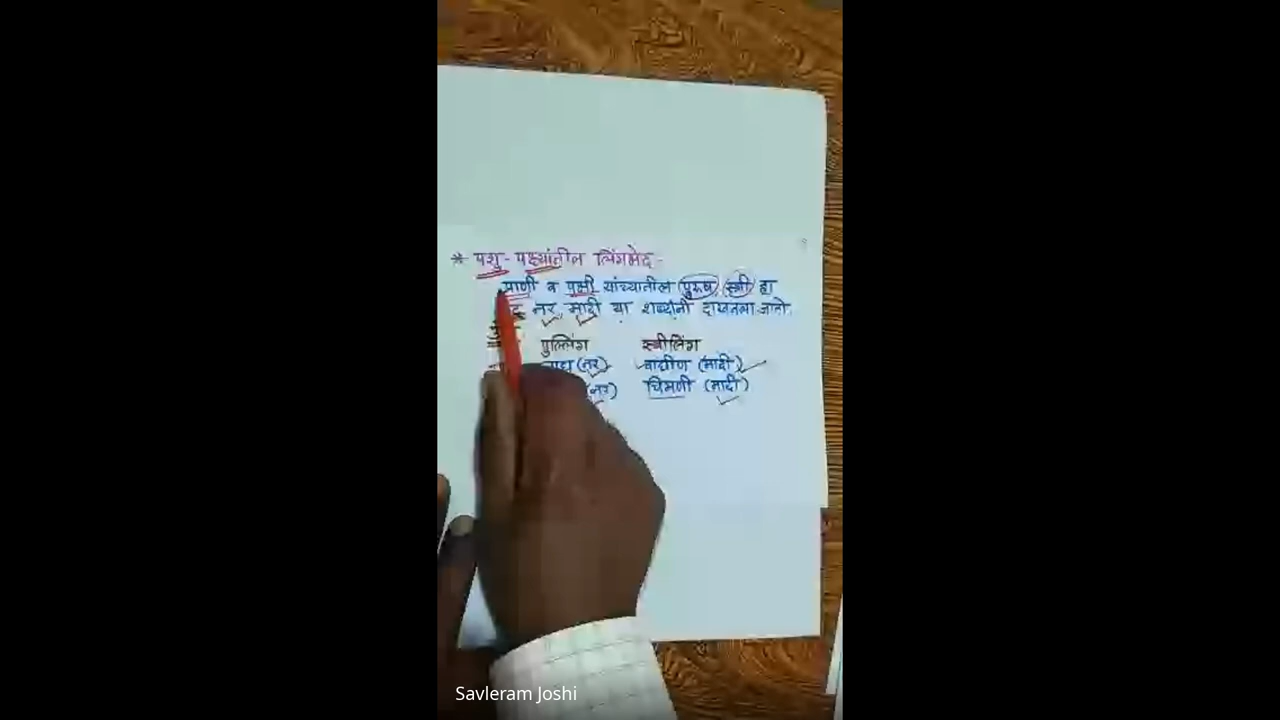 * पशु - पक्ष्यांतील लिंगभेद -
प्राणी व पक्षी यांच्यातील पुरुष, स्त्री हा
नर, मादी या शब्दांनी दाखवला जातो.
पुल्लिंग स्त्रीलिंग
वाघ (नर) वाघीण (मादी)
(नर) चिमणी (मादी)
Savleram Joshi